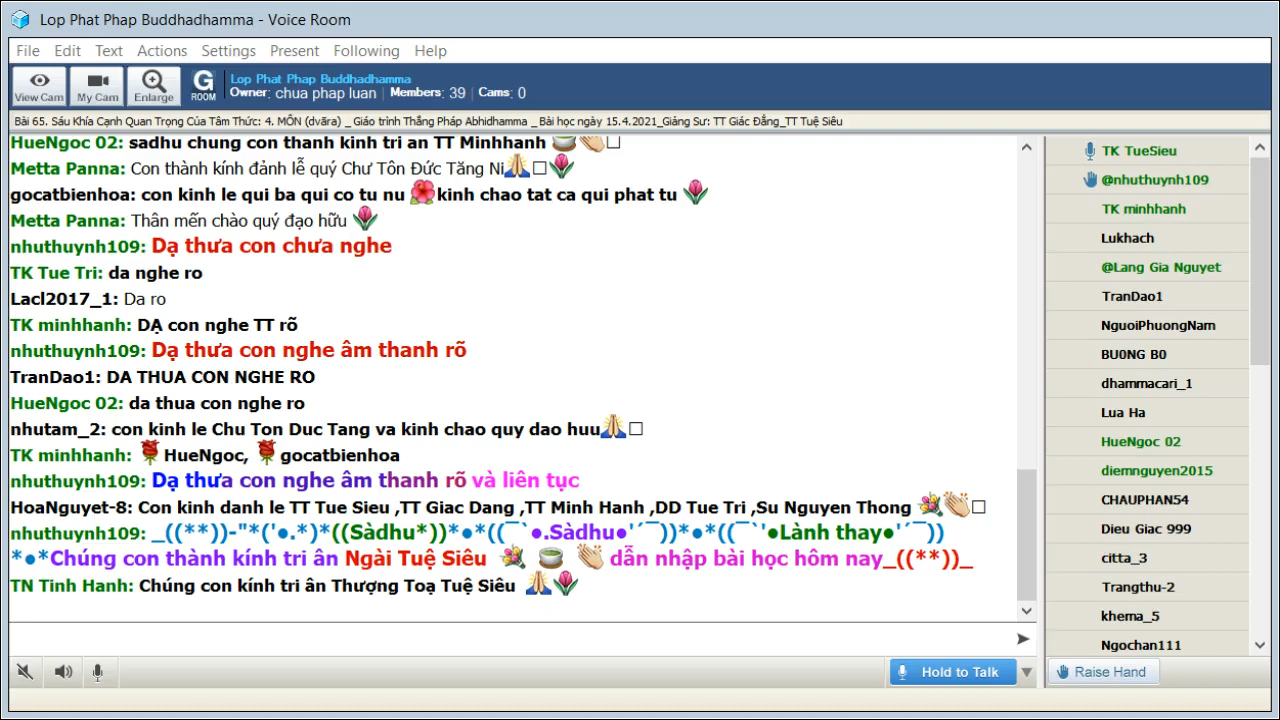 Lop Phat Phap Buddhadhamma - Voice Room
File Edit Text Actions Settings Present Following Help
View Cam My Cam Enlarge G ROOM
Lop Phat Phap Buddhadhamma
Owner: chua phap luan Members: 39 Cams: 0
Bài 65. Sáu Khía Cạnh Quan Trọng Của Tâm Thức: 4. MÔN (dvāra) _ Giáo trình Thắng Pháp Abhidhamma _ Bài học ngày 15.4.2021_Giảng Sư: TT Giác Đẳng_TT Tuệ Siêu
HueNgoc 02: sadhu chung con thanh kinh tri an TT Minhhanh 🍵👏□
Metta Panna: Con thành kính đảnh lễ quý Chư Tôn Đức Tăng Ni🙏□🌷
gocatbienhoa: con kinh le qui ba qui co tu nu 🌺kinh chao tat ca qui phat tu 🌷
Metta Panna: Thân mến chào quý đạo hữu 🌷
nhuthuynh109: Dạ thưa con chưa nghe
TK Tue Tri: da nghe ro
Lacl2017_1: Da ro
TK minhhanh: DẠ con nghe TT rõ
nhuthuynh109: Dạ thưa con nghe âm thanh rõ
TranDao1: DA THUA CON NGHE RO
HueNgoc 02: da thua con nghe ro
nhutam_2: con kinh le Chu Ton Duc Tang va kinh chao quy dao huu🙏□
TK minhhanh: 🌹HueNgoc, 🌹gocatbienhoa
nhuthuynh109: Dạ thưa con nghe âm thanh rõ và liên tục
HoaNguyet-8: Con kinh danh le TT Tue Sieu ,TT Giac Dang ,TT Minh Hanh ,DD Tue Tri ,Su Nguyen Thong 💐👏□
nhuthuynh109: _((**))-"*('●.*)*((Sàdhu*))*●*((¯`●.Sàdhu●'´¯))*●*((¯`'●Lành thay●'´¯))
*●*Chúng con thành kính tri ân Ngài Tuệ Siêu 💐 🍵 👏 dẫn nhập bài học hôm nay_((**))_
TN Tinh Hanh: Chúng con kính tri ân Thượng Toạ Tuệ Siêu 🙏🌷
Hold to Talk
TK TueSieu
@nhuthuynh109
TK minhhanh
Lukhach
@Lang Gia Nguyet
TranDao1
NguoiPhuongNam
BU0NG B0
dhammacari_1
Lua Ha
HueNgoc 02
diemnguyen2015
CHAUPHAN54
Dieu Giac 999
citta_3
Trangthu-2
khema_5
Ngochan111
Raise Hand